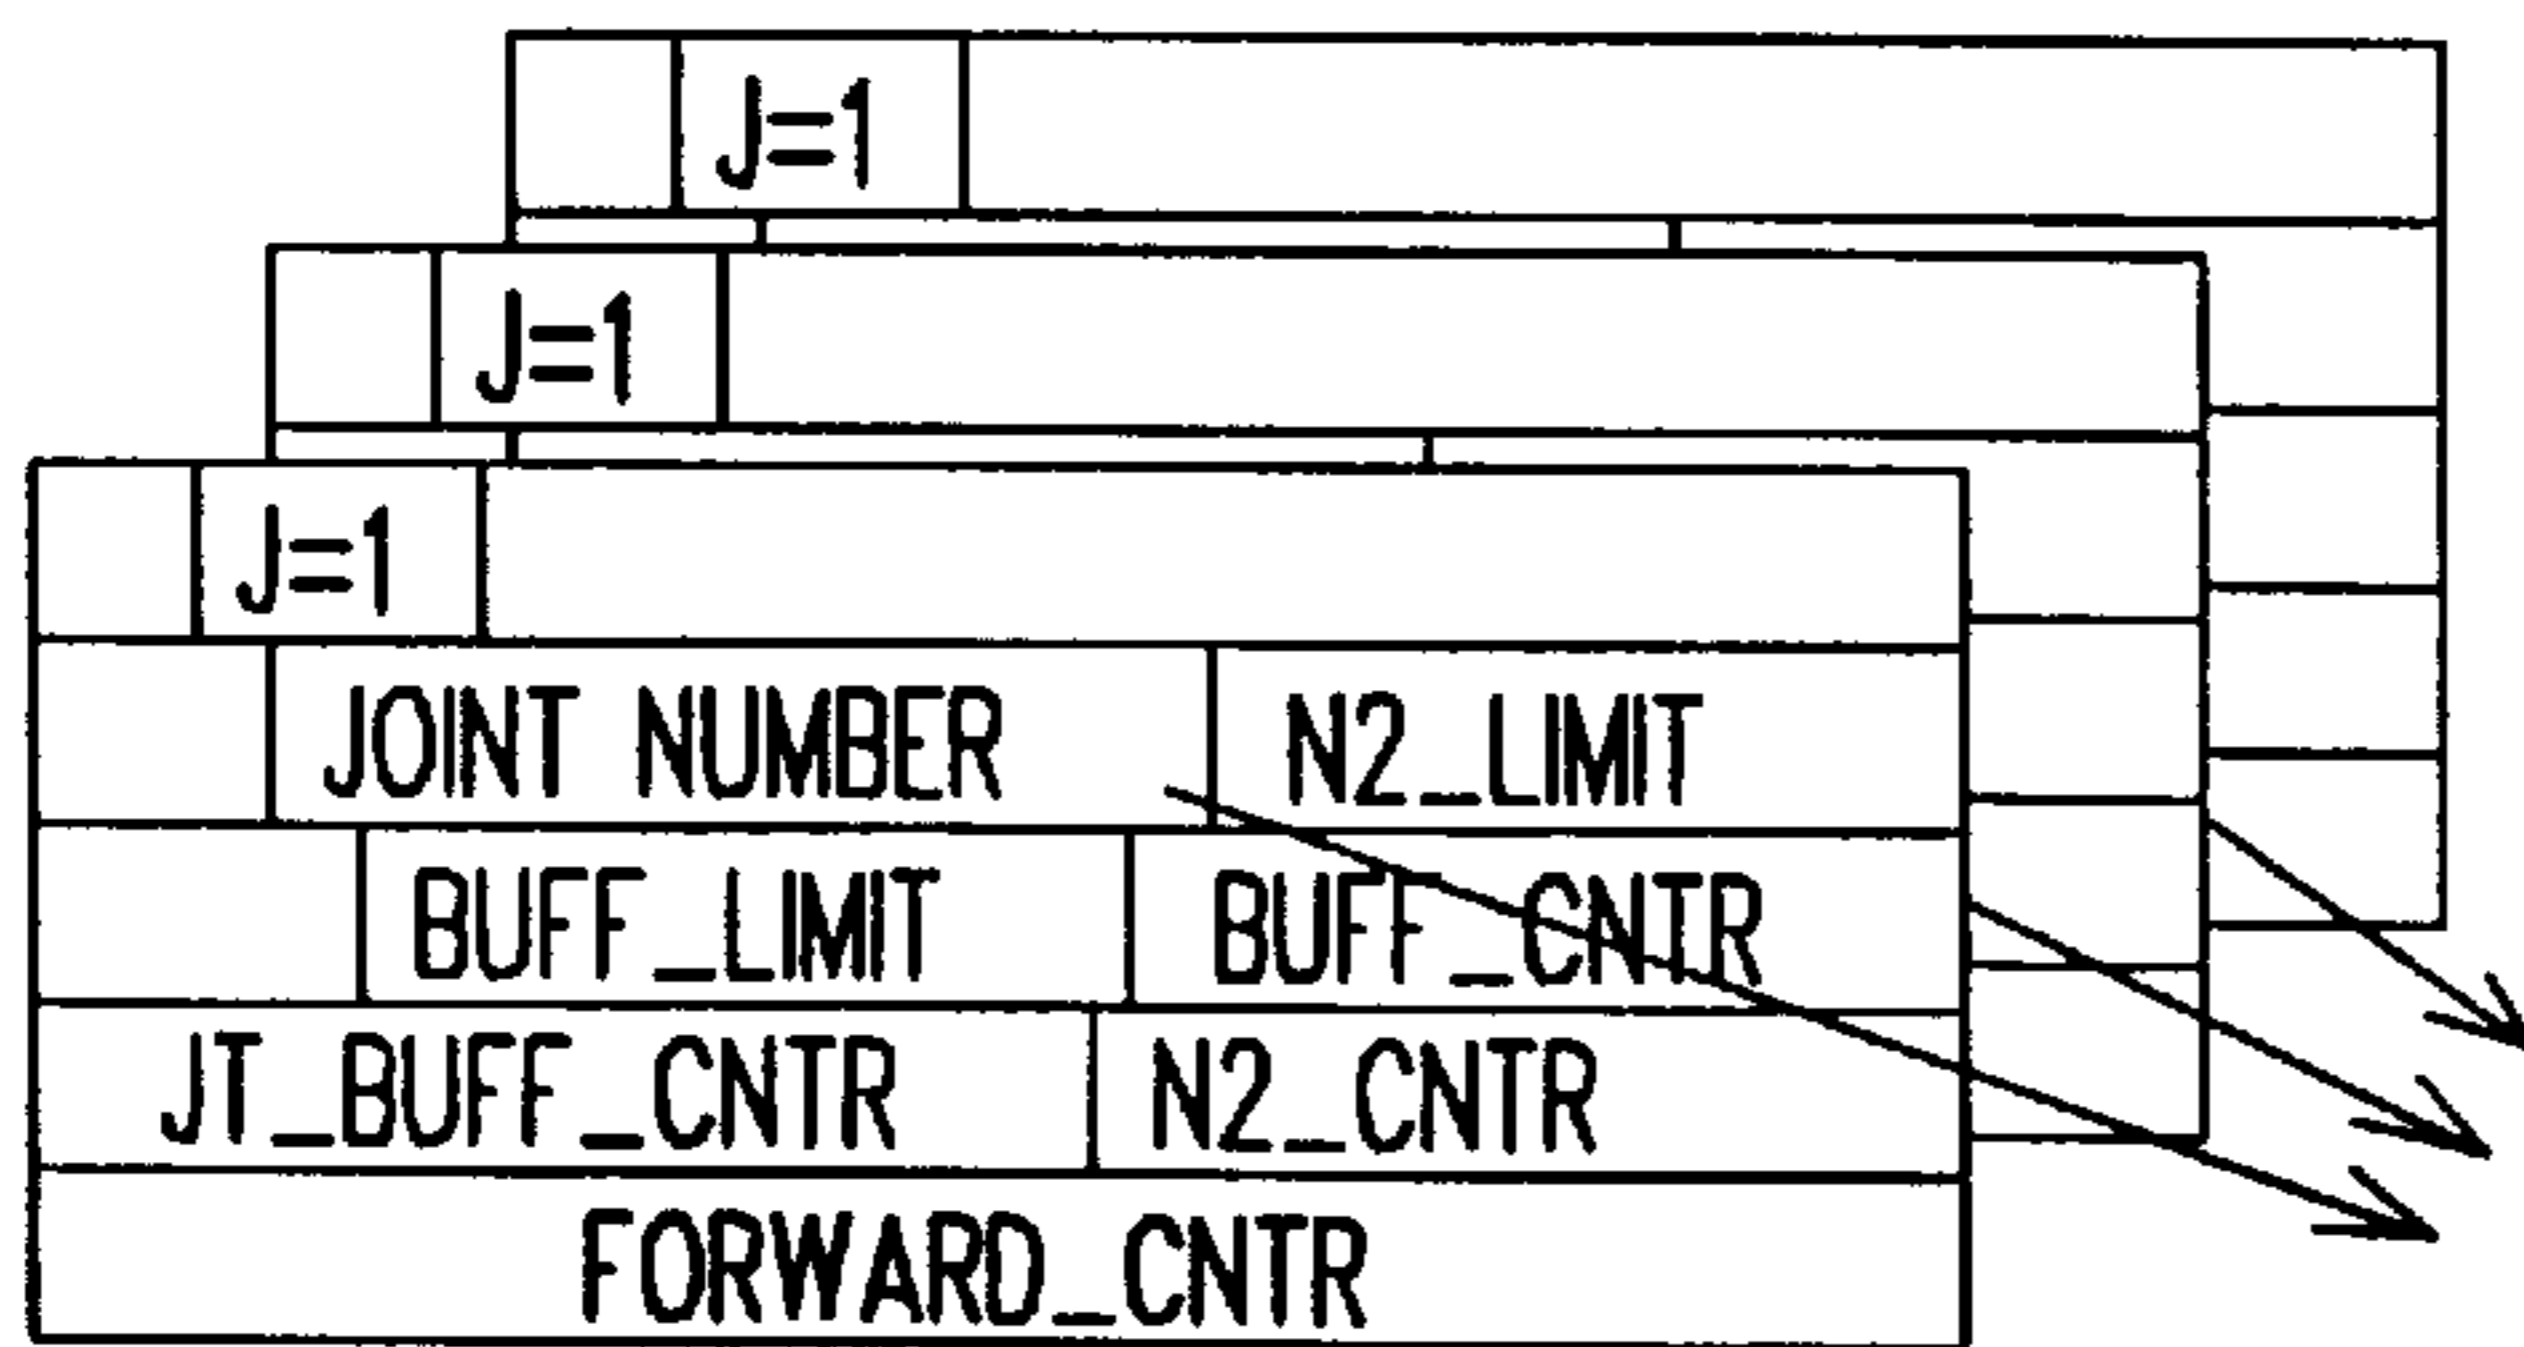 J=1
J=1
J=1
JOINT NUMBER N2_LIMIT
BUFF_LIMIT BUFF_CNTR
JT_BUFF_CNTR N2_CNTR
FORWARD_CNTR